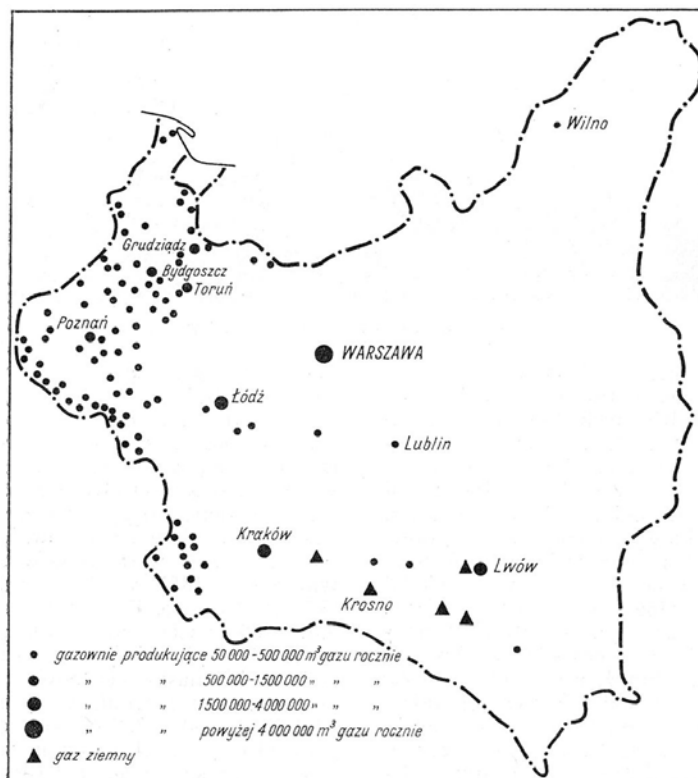 Wilno
Grudziądz
Bydgoszcz
Toruń
Poznań
WARSZAWA
Łódź
Lublin
Kraków
Lwów
Krosno
gazownie produkujące 50 000-500 000 m³ gazu rocznie
„ „ 500 000-1500 000 „ „ „
„ „ 1500 000-4 000 000 „ „ „
„ „ powyżej 4 000 000 m³ gazu rocznie
gaz ziemny